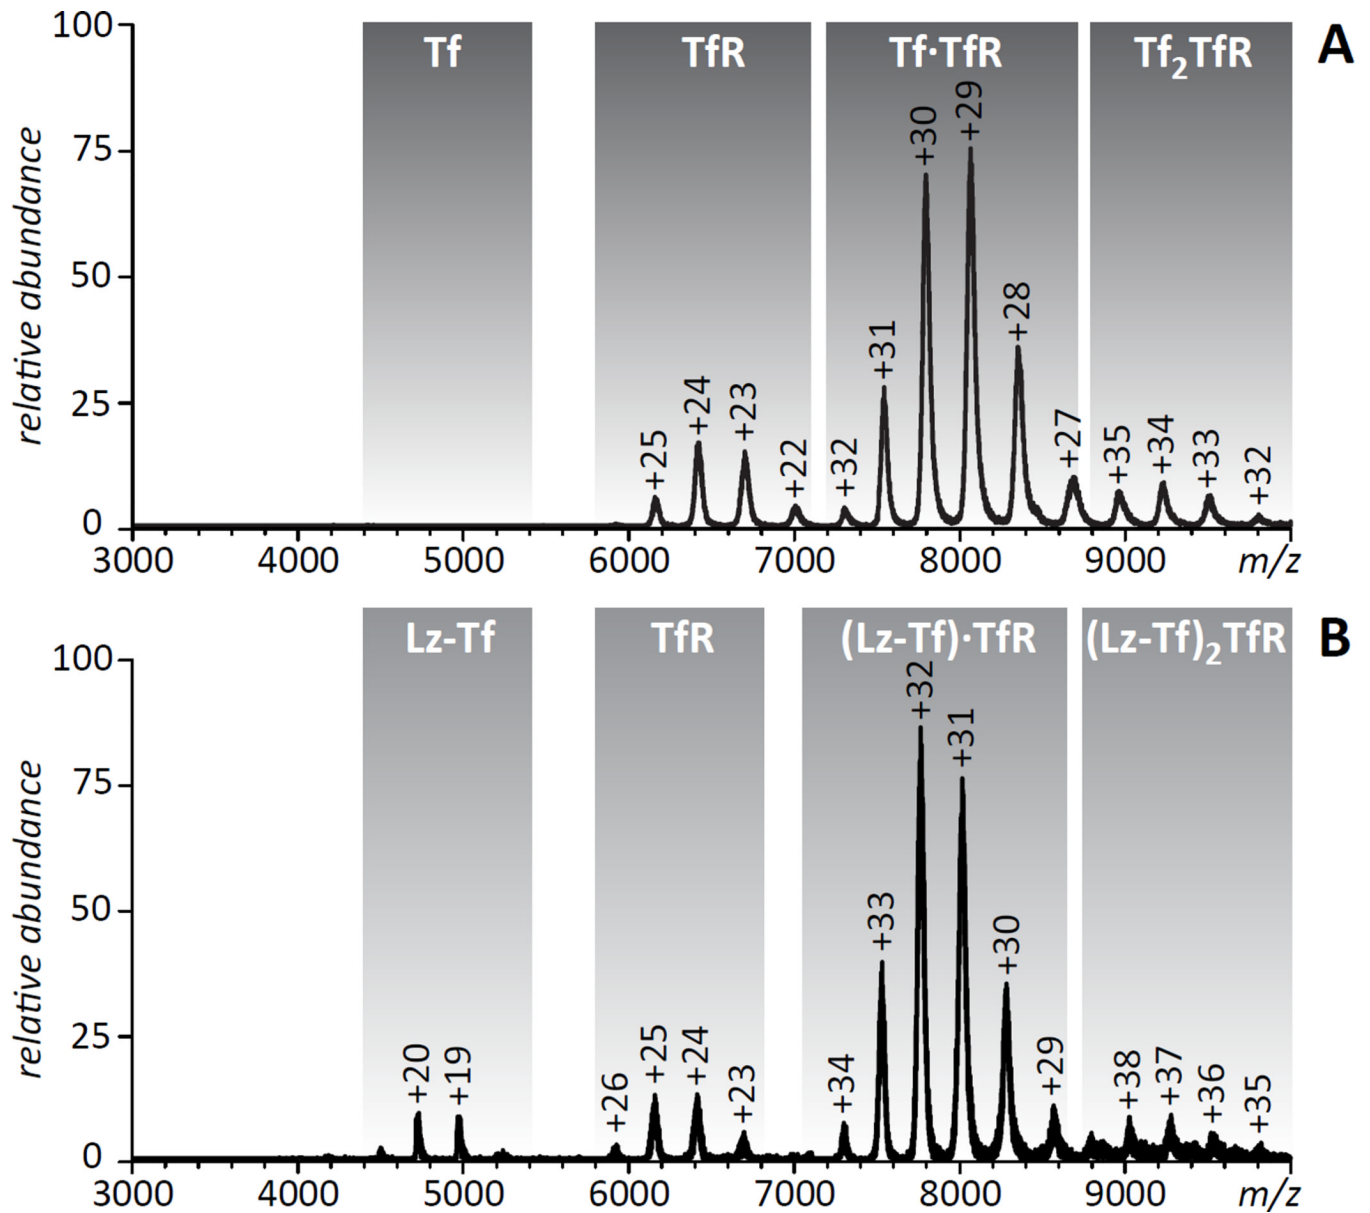 A
Tf
TfR
Tf·TfR
Tf₂TfR
relative abundance
100
75
50
25
0
+25
+24
+23
+22
+32
+31
+30
+29
+28
+27
+35
+34
+33
+32
3000 4000 5000 6000 7000 8000 9000 m/z
B
Lz-Tf
TfR
(Lz-Tf)·TfR
(Lz-Tf)₂TfR
relative abundance
100
75
50
25
0
+20
+19
+26
+25
+24
+23
+34
+33
+32
+31
+30
+29
+38
+37
+36
+35
3000 4000 5000 6000 7000 8000 9000 m/z